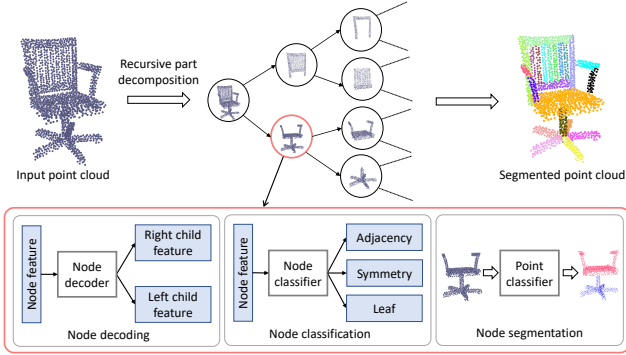 Recursive part
decomposition
Input point cloud
Segmented point cloud
Node feature
Node
decoder
Right child
feature
Left child
feature
Node decoding
Node feature
Node
classifier
Adjacency
Symmetry
Leaf
Node classification
Point
classifier
Node segmentation